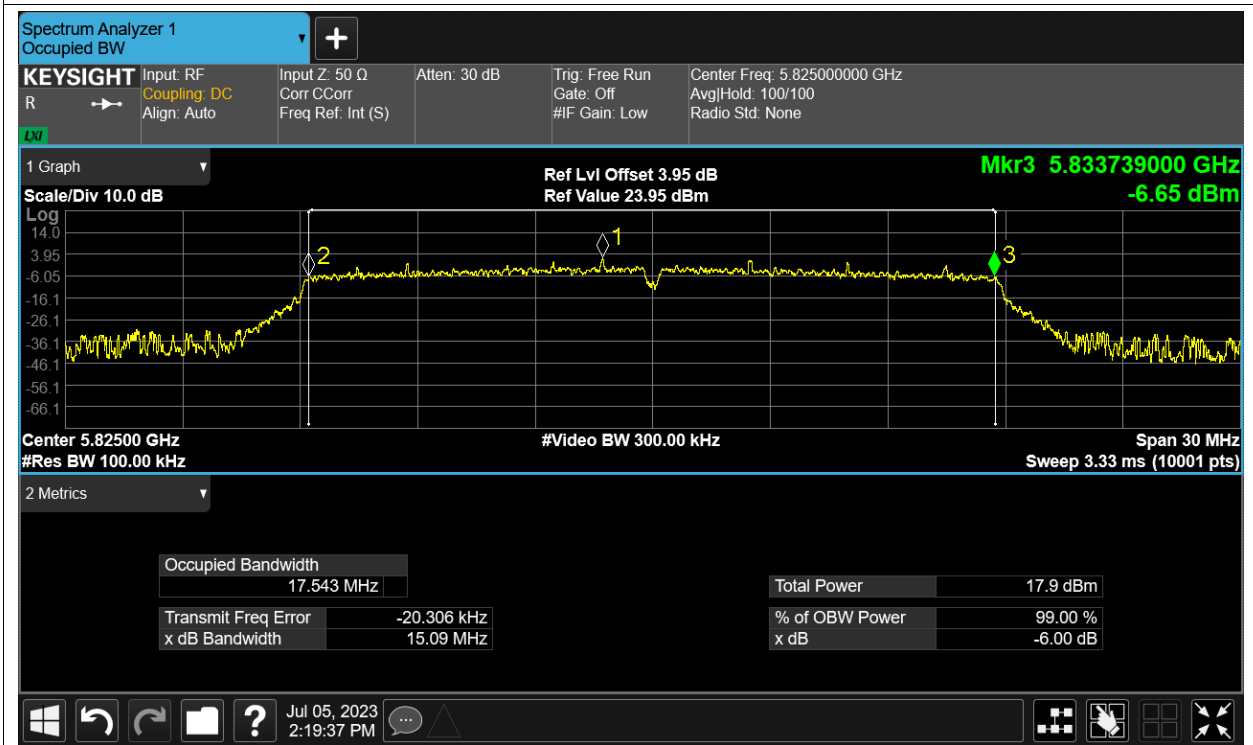 Spectrum Analyzer 1
Occupied BW
KEYSIGHT
R
LXI
Input: RF
Coupling: DC
Align: Auto
Input Z: 50 Ω
Corr CCorr
Freq Ref: Int (S)
Atten: 30 dB
Trig: Free Run
Gate: Off
#IF Gain: Low
Center Freq: 5.825000000 GHz
Avg|Hold: 100/100
Radio Std: None
1 Graph
Scale/Div 10.0 dB
Ref Lvl Offset 3.95 dB
Ref Value 23.95 dBm
Mkr3 5.833739000 GHz
-6.65 dBm
Log
14.0
3.95
-6.05
-16.1
-26.1
-36.1
-46.1
-56.1
-66.1
1
2
3
Center 5.82500 GHz
#Res BW 100.00 kHz
#Video BW 300.00 kHz
Span 30 MHz
Sweep 3.33 ms (10001 pts)
2 Metrics
Occupied Bandwidth
17.543 MHz
Transmit Freq Error -20.306 kHz
x dB Bandwidth 15.09 MHz
Total Power 17.9 dBm
% of OBW Power 99.00 %
x dB -6.00 dB
?
Jul 05, 2023
2:19:37 PM